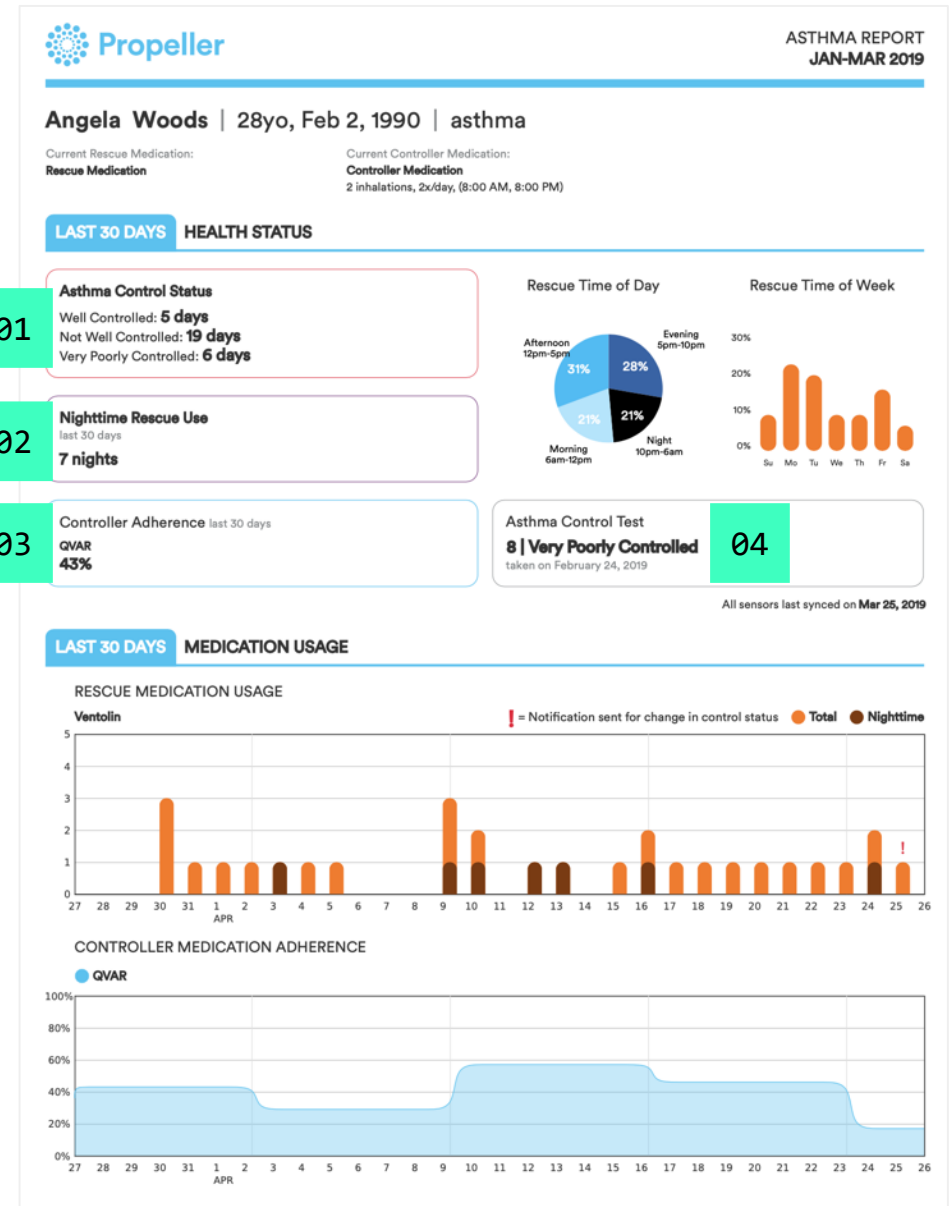 Propeller
ASTHMA REPORT
JAN-MAR 2019
Angela Woods | 28yo, Feb 2, 1990 | asthma
Current Rescue Medication:
Rescue Medication
Current Controller Medication:
Controller Medication
2 inhalations, 2x/day, (8:00 AM, 8:00 PM)
LAST 30 DAYS HEALTH STATUS
01
Asthma Control Status
Well Controlled: 5 days
Not Well Controlled: 19 days
Very Poorly Controlled: 6 days
02
Nighttime Rescue Use
last 30 days
7 nights
03
Controller Adherence last 30 days
QVAR
43%
Rescue Time of Day
Afternoon
12pm-5pm
31%
Evening
5pm-10pm
28%
21%
21%
Morning
6am-12pm
Night
10pm-6am
Rescue Time of Week
30%
20%
10%
0%
Su Mo Tu We Th Fr Sa
Asthma Control Test
8 | Very Poorly Controlled
taken on February 24, 2019
04
All sensors last synced on Mar 25, 2019
LAST 30 DAYS MEDICATION USAGE
RESCUE MEDICATION USAGE
Ventolin
! = Notification sent for change in control status Total Nighttime
5
4
3
2
1
!
0
27 28 29 30 31 1 2 3 4 5 6 7 8 9 10 11 12 13 14 15 16 17 18 19 20 21 22 23 24 25 26
APR
CONTROLLER MEDICATION ADHERENCE
QVAR
100%
80%
60%
40%
20%
0%
27 28 29 30 31 1 2 3 4 5 6 7 8 9 10 11 12 13 14 15 16 17 18 19 20 21 22 23 24 25 26
APR